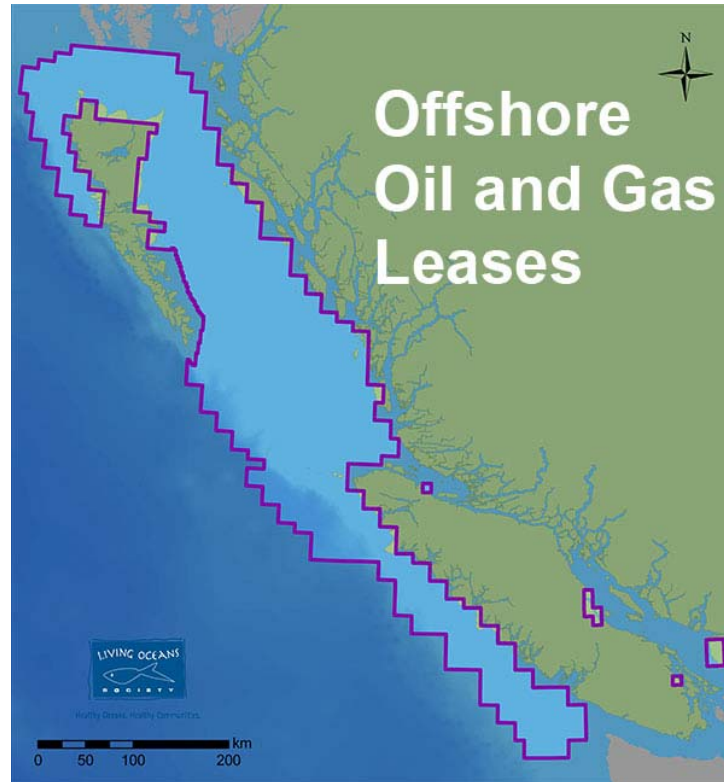 N
Offshore
Oil and Gas
Leases
LIVING OCEANS
SOCIETY
Healthy Oceans. Healthy Communities.
km
0 50 100 200